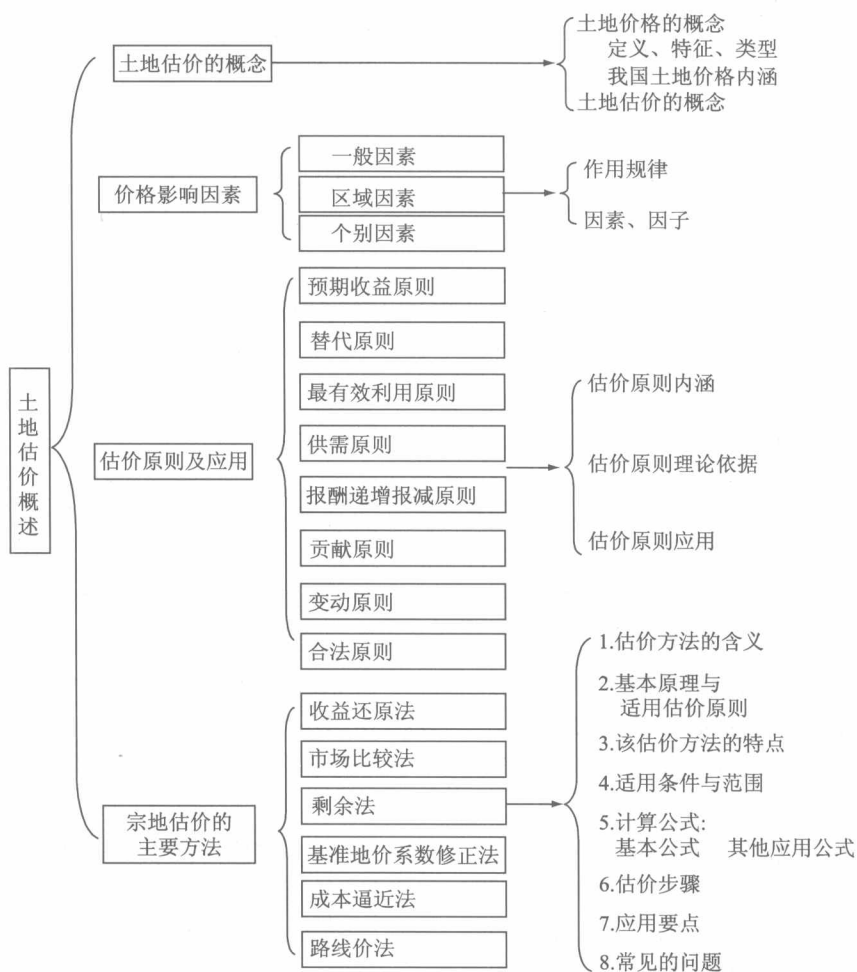 土地估价概述
土地估价的概念
土地价格的概念
定义、特征、类型
我国土地价格内涵
土地估价的概念
价格影响因素
一般因素
区域因素
个别因素
作用规律
因素、因子
估价原则及应用
预期收益原则
替代原则
最有效利用原则
供需原则
报酬递增报减原则
贡献原则
变动原则
合法原则
估价原则内涵
估价原则理论依据
估价原则应用
宗地估价的
主要方法
收益还原法
市场比较法
剩余法
基准地价系数修正法
成本逼近法
路线价法
1.估价方法的含义
2.基本原理与
适用估价原则
3.该估价方法的特点
4.适用条件与范围
5.计算公式:
基本公式 其他应用公式
6.估价步骤
7.应用要点
8.常见的问题